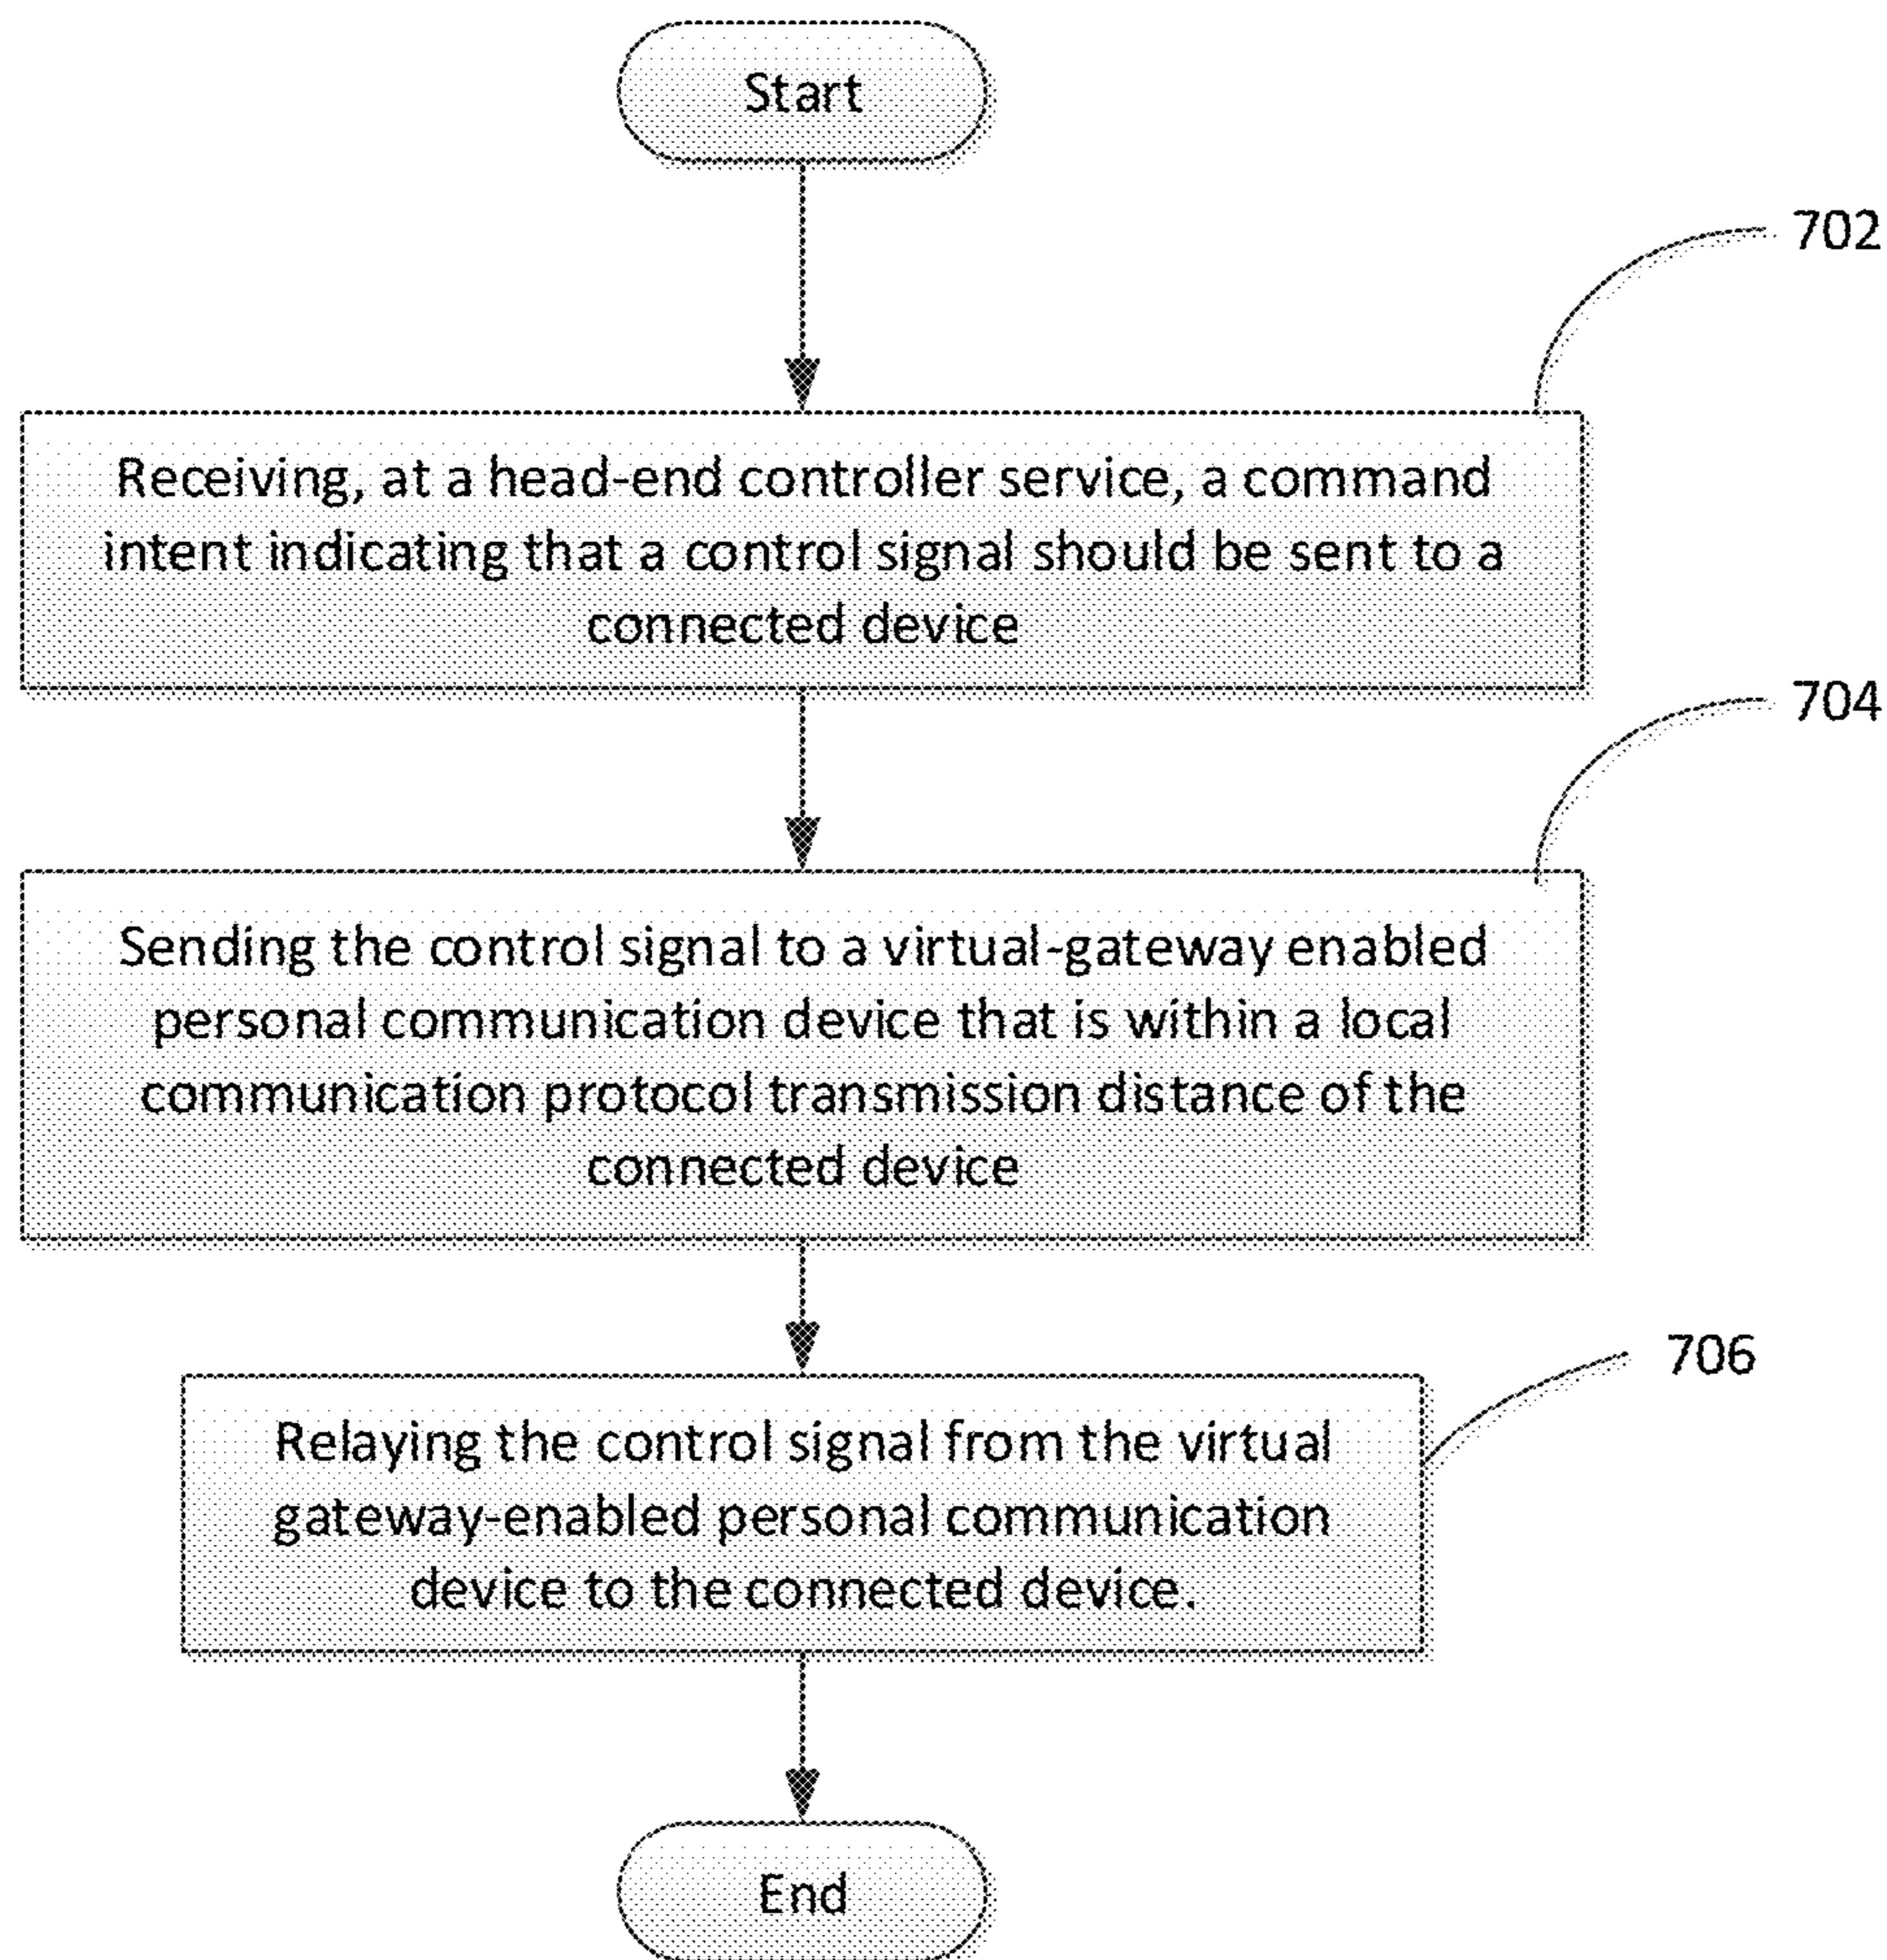 Start
702
Receiving, at a head-end controller service, a command
intent indicating that a control signal should be sent to a
connected device
704
Sending the control signal to a virtual-gateway enabled
personal communication device that is within a local
communication protocol transmission distance of the
connected device
706
Relaying the control signal from the virtual
gateway-enabled personal communication
device to the connected device.
End